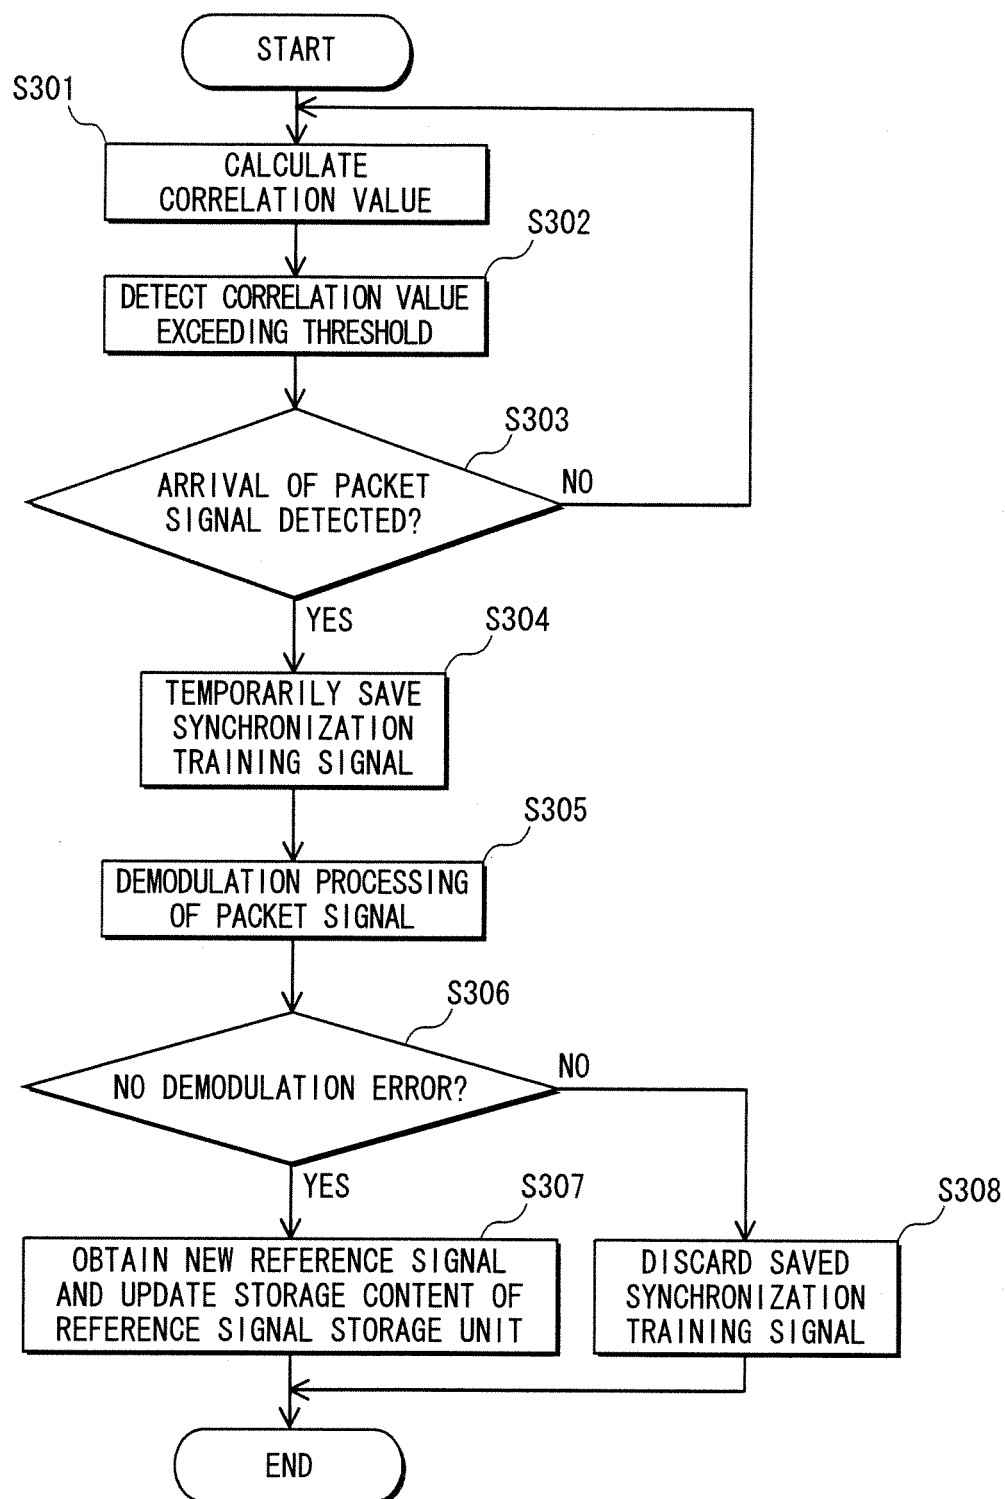 START
S301
CALCULATE
CORRELATION VALUE
S302
DETECT CORRELATION VALUE
EXCEEDING THRESHOLD
S303
ARRIVAL OF PACKET
SIGNAL DETECTED?
NO
YES
S304
TEMPORARILY SAVE
SYNCHRONIZATION
TRAINING SIGNAL
S305
DEMODULATION PROCESSING
OF PACKET SIGNAL
S306
NO DEMODULATION ERROR?
NO
YES
S307
OBTAIN NEW REFERENCE SIGNAL
AND UPDATE STORAGE CONTENT OF
REFERENCE SIGNAL STORAGE UNIT
S308
DISCARD SAVED
SYNCHRONIZATION
TRAINING SIGNAL
END